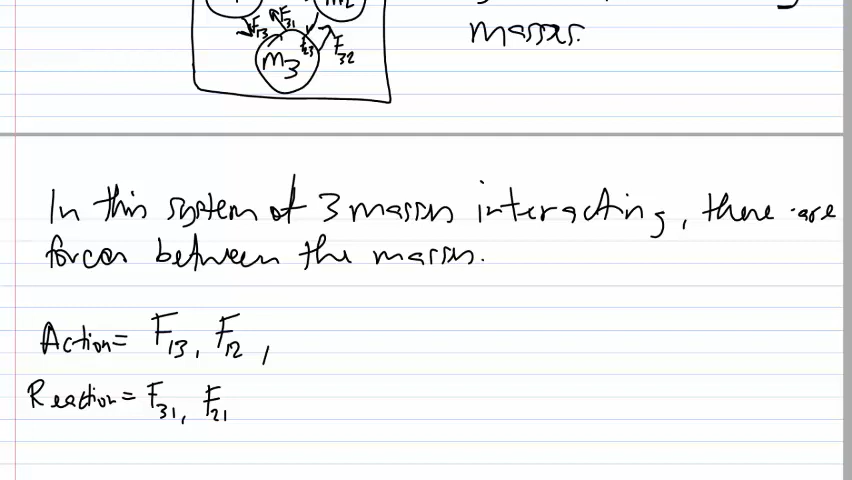 F13 F31 F23 F32
m3
masses.
In this system of 3 masses interacting, there are
forces between the masses.
Action = F13, F12,
Reaction = F31, F21